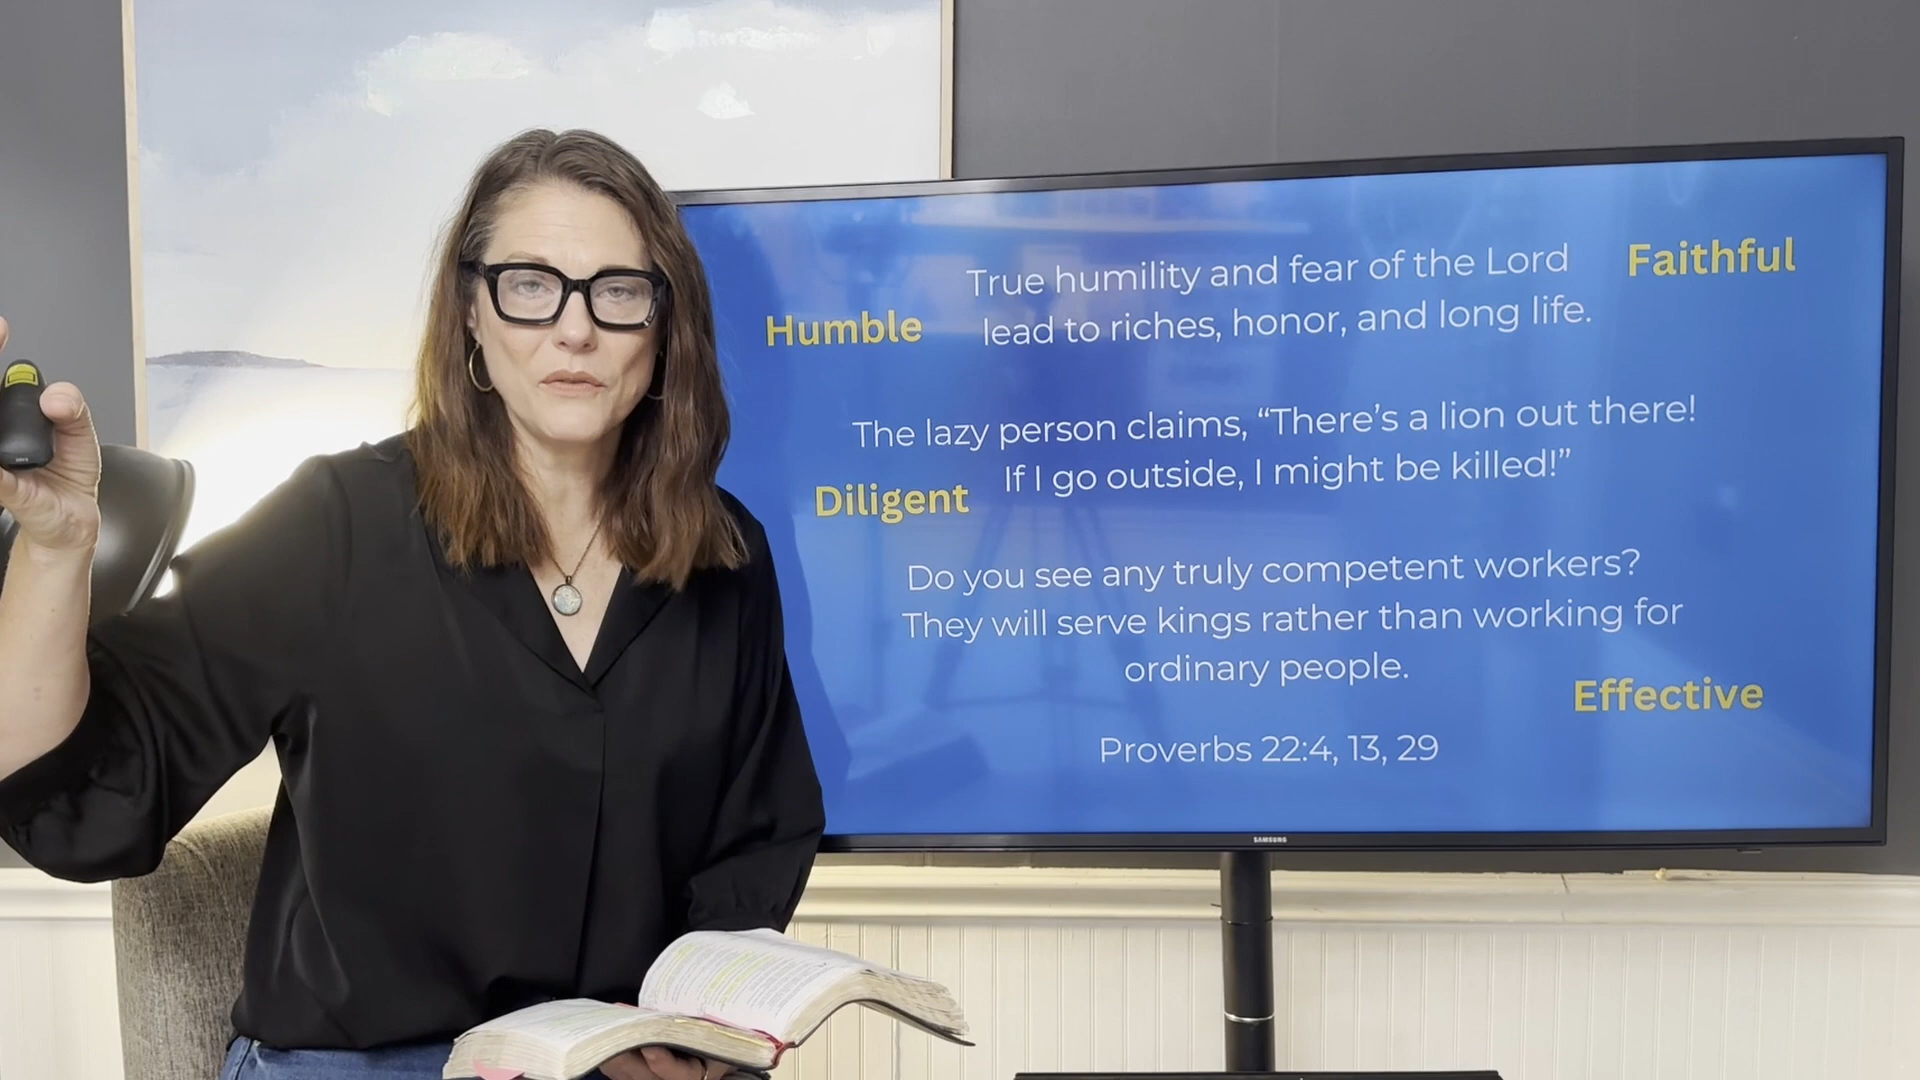 True humility and fear of the Lord
Faithful
Humble
lead to riches, honor, and long life.
The lazy person claims, “There’s a lion out there!
If I go outside, I might be killed!”
Diligent
Do you see any truly competent workers?
They will serve kings rather than working for
ordinary people.
Effective
Proverbs 22:4, 13, 29
SAMSUNG